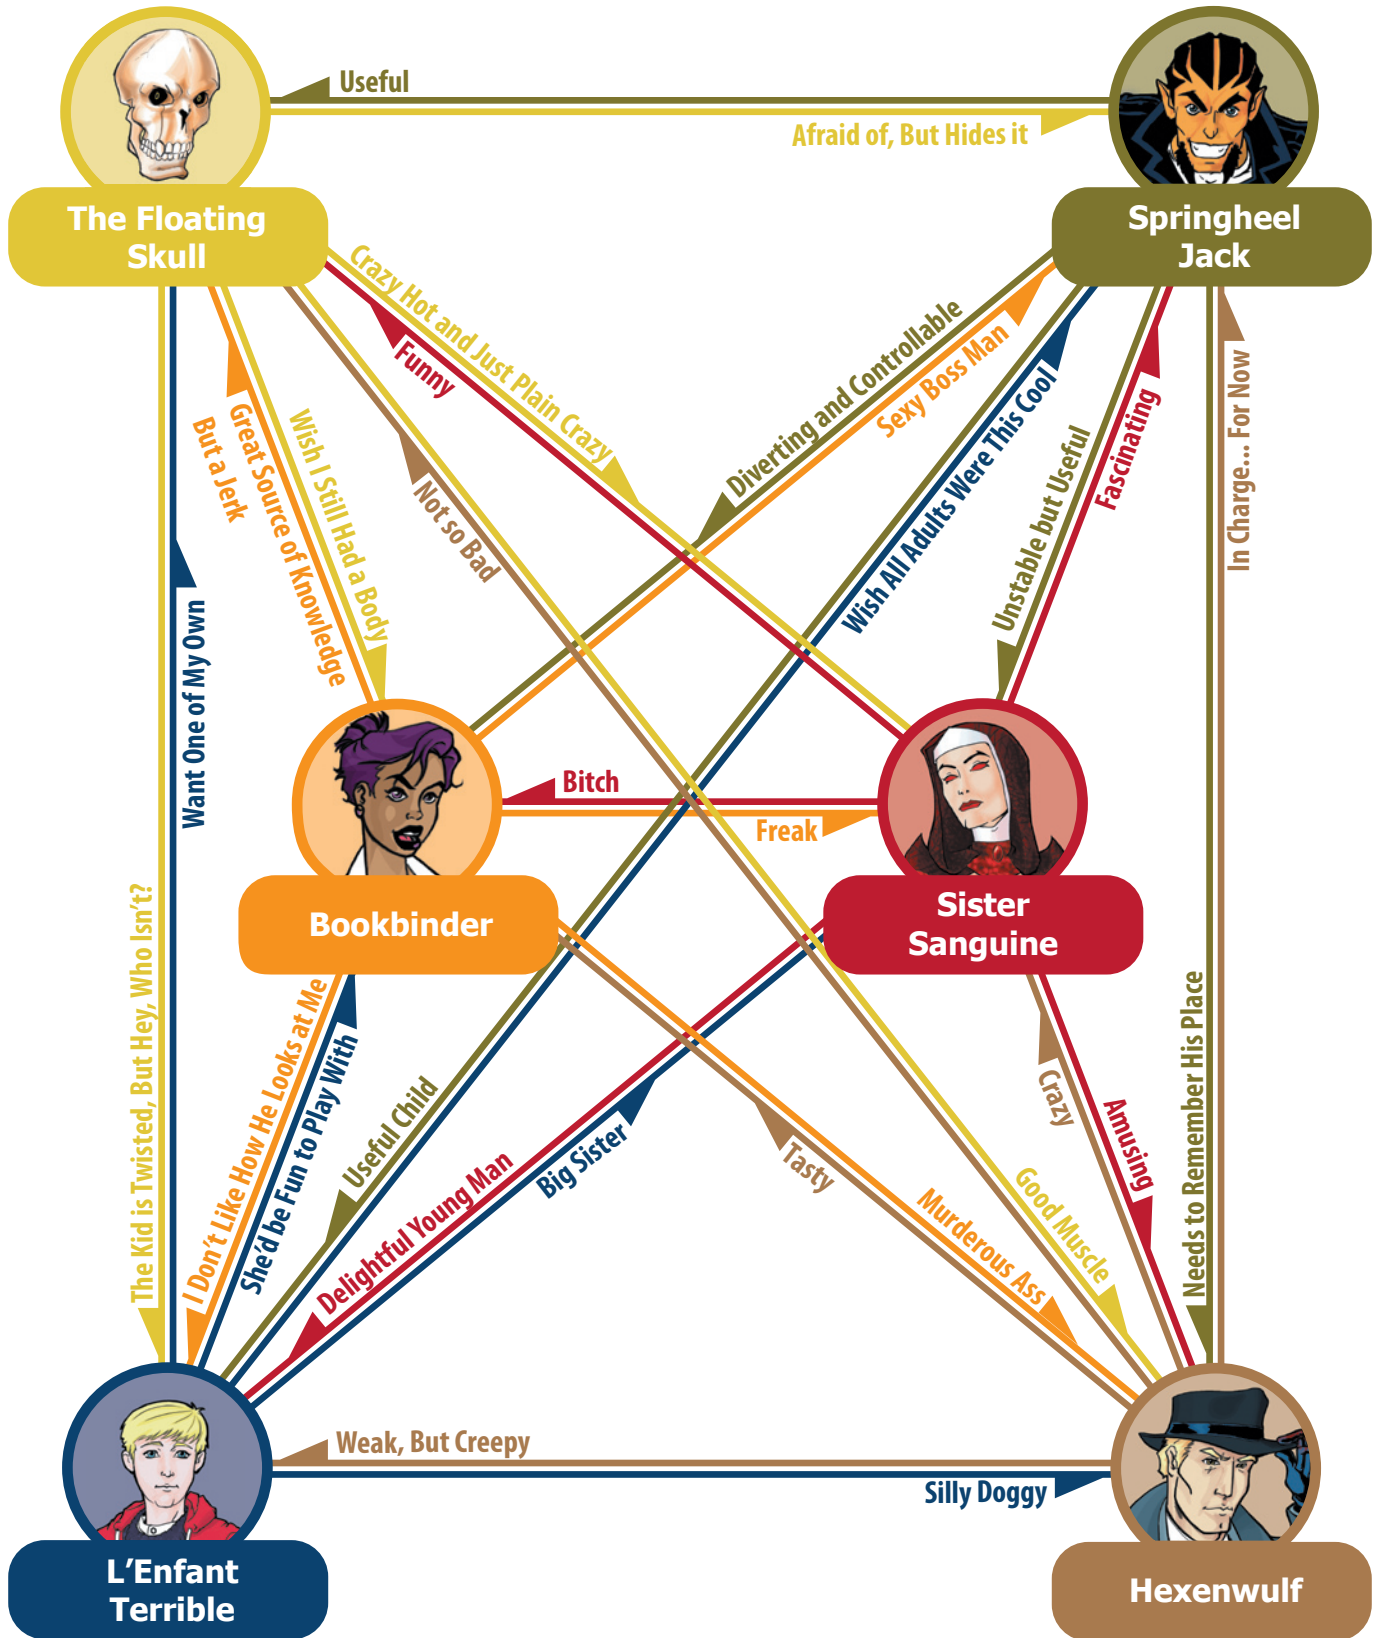 Useful
Afraid of, But Hides it
The Floating
Skull
Springheel
Jack
Crazy Hot and Just Plain Crazy
Funny
Diverting and Controllable
Sexy Boss Man
Great Source of Knowledge
But a Jerk
Wish I Still Had a Body
Not so Bad
Wish All Adults Were This Cool
Unstable but Useful
Fascinating
In Charge... For Now
Want One of My Own
Bitch
Freak
Bookbinder
Sister
Sanguine
The Kid is Twisted, But Hey, Who Isn't?
I Don't Like How He Looks at Me
She'd be Fun to Play With
Useful Child
Delightful Young Man
Big Sister
Tasty
Murderous Ass
Good Muscle
Crazy
Amusing
Needs to Remember His Place
Weak, But Creepy
Silly Doggy
L'Enfant
Terrible
Hexenwulf